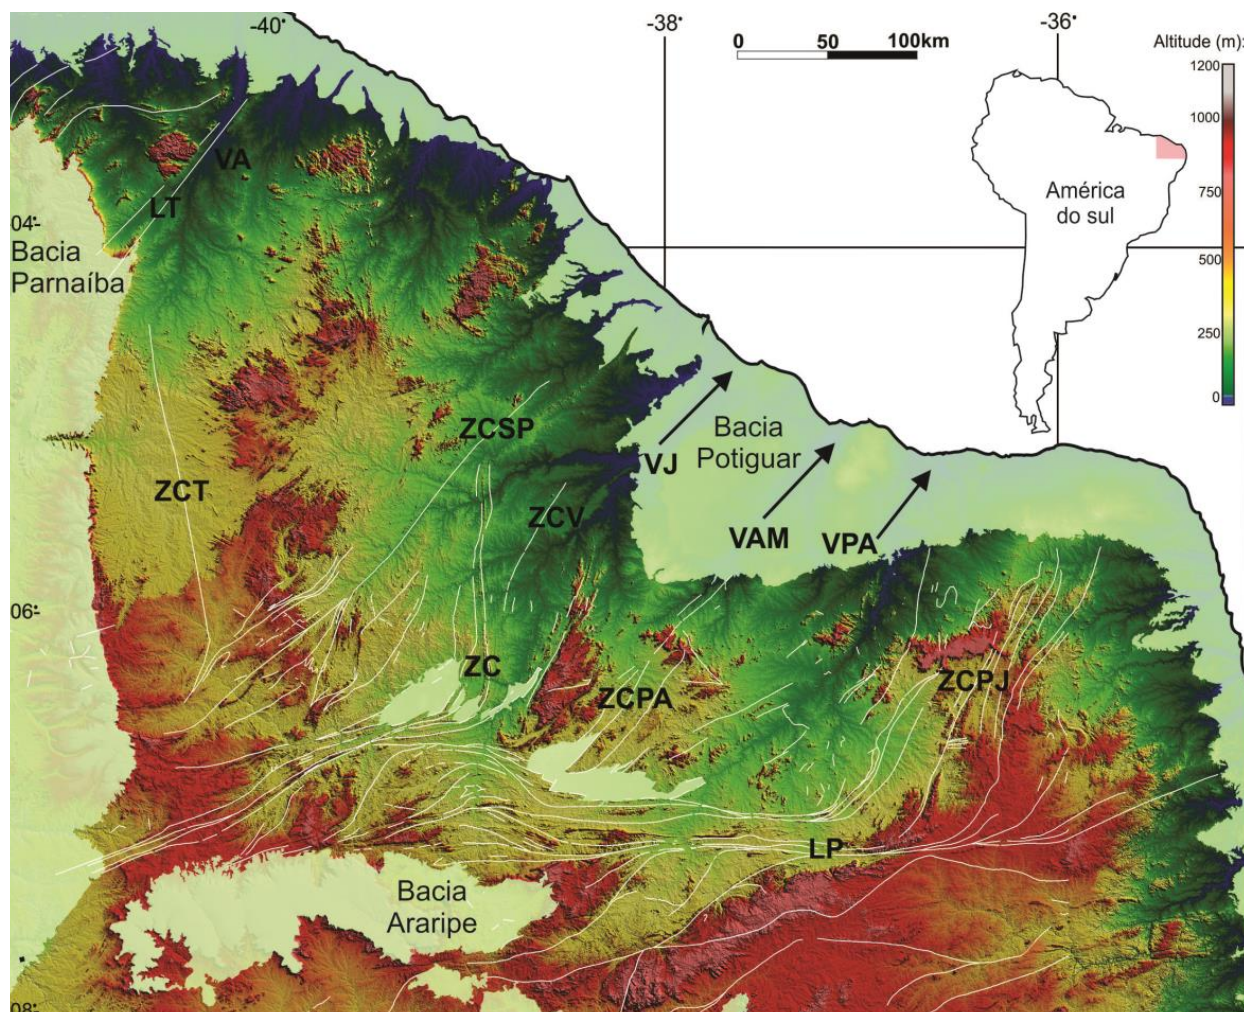 -40°
-38°
-36°
0 50 100km
Altitude (m):
1200
1000
750
500
250
0
América
do sul
VA
LT
04-
Bacia
Parnaíba
ZCSP
Bacia
Potiguar
VJ
ZCT
ZCV
VAM
VPA
06-
ZC
ZCPA
ZCPJ
LP
Bacia
Araripe
08-